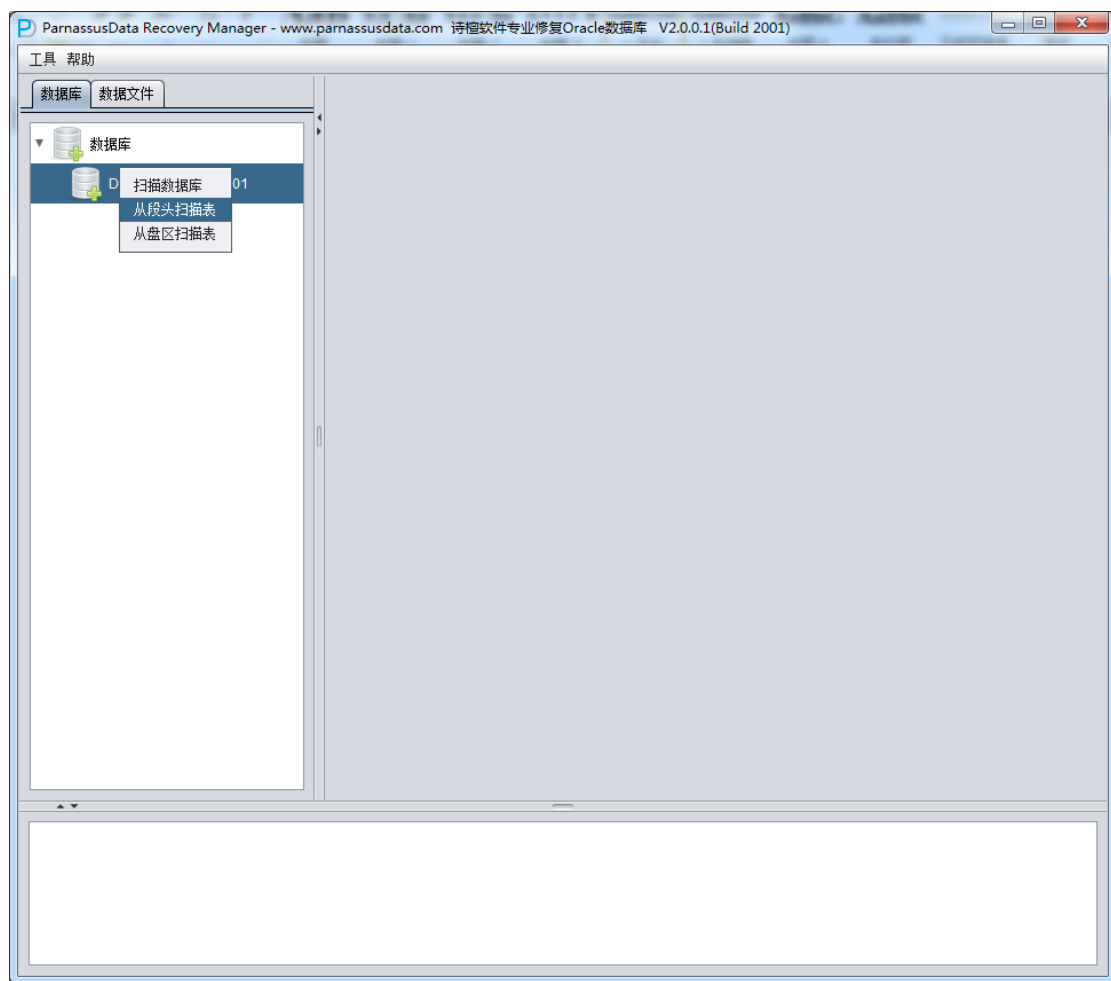 ParnassusData Recovery Manager - www.parnassusdata.com 诗檀软件专业修复Oracle数据库 V2.0.0.1(Build 2001)
工具 帮助
数据库 数据文件
数据库
D 01
扫描数据库
从段头扫描表
从盘区扫描表